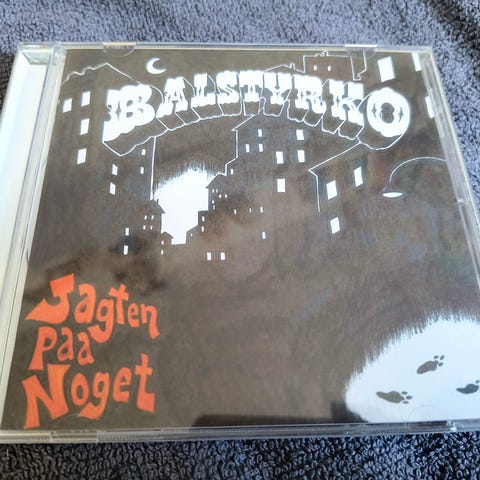 BALSTYRKO
Jagten
Paa
Noget